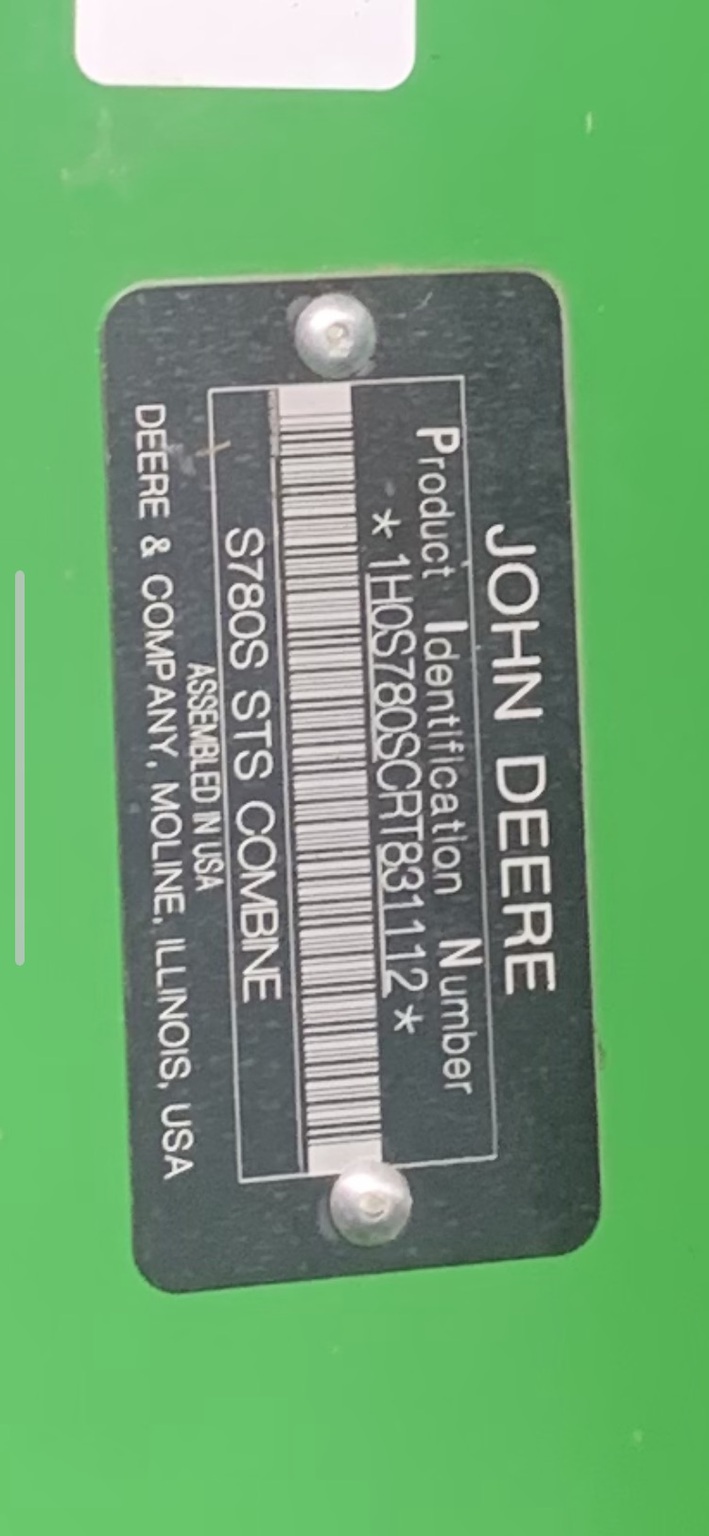 JOHN DEERE
Product Identification Number
*1H0S780SCRT831112*
S780S STS COMBINE
ASSEMBLED IN USA
DEERE & COMPANY, MOLINE, ILLINOIS, USA